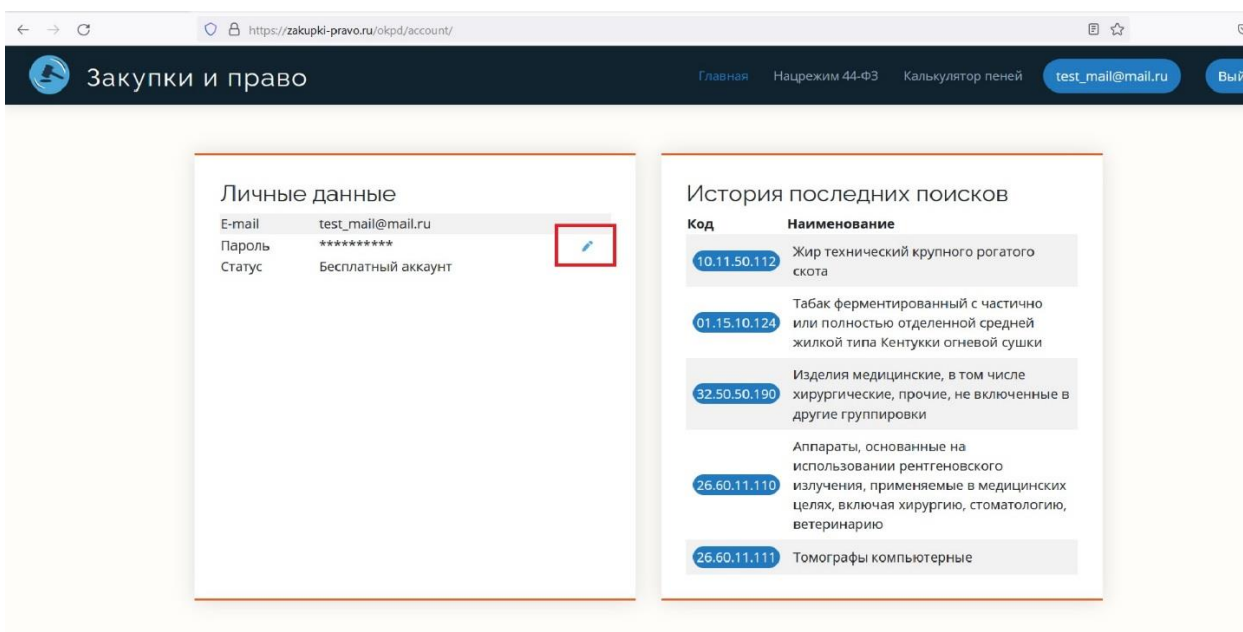 https://zakupki-pravo.ru/okpd/account/
Закупки и право
Главная Нацрежим 44-ФЗ Калькулятор пеней test_mail@mail.ru Вый
Личные данные
E-mail test_mail@mail.ru
Пароль **********
Статус Бесплатный аккаунт
История последних поисков
Код Наименование
10.11.50.112 Жир технический крупного рогатого
скота
01.15.10.124 Табак ферментированный с частично
или полностью отделенной средней
жилкой типа Кентукки огневой сушки
32.50.50.190 Изделия медицинские, в том числе
хирургические, прочие, не включенные в
другие группировки
26.60.11.110 Аппараты, основанные на
использовании рентгеновского
излучения, применяемые в медицинских
целях, включая хирургию, стоматологию,
ветеринарию
26.60.11.111 Томографы компьютерные